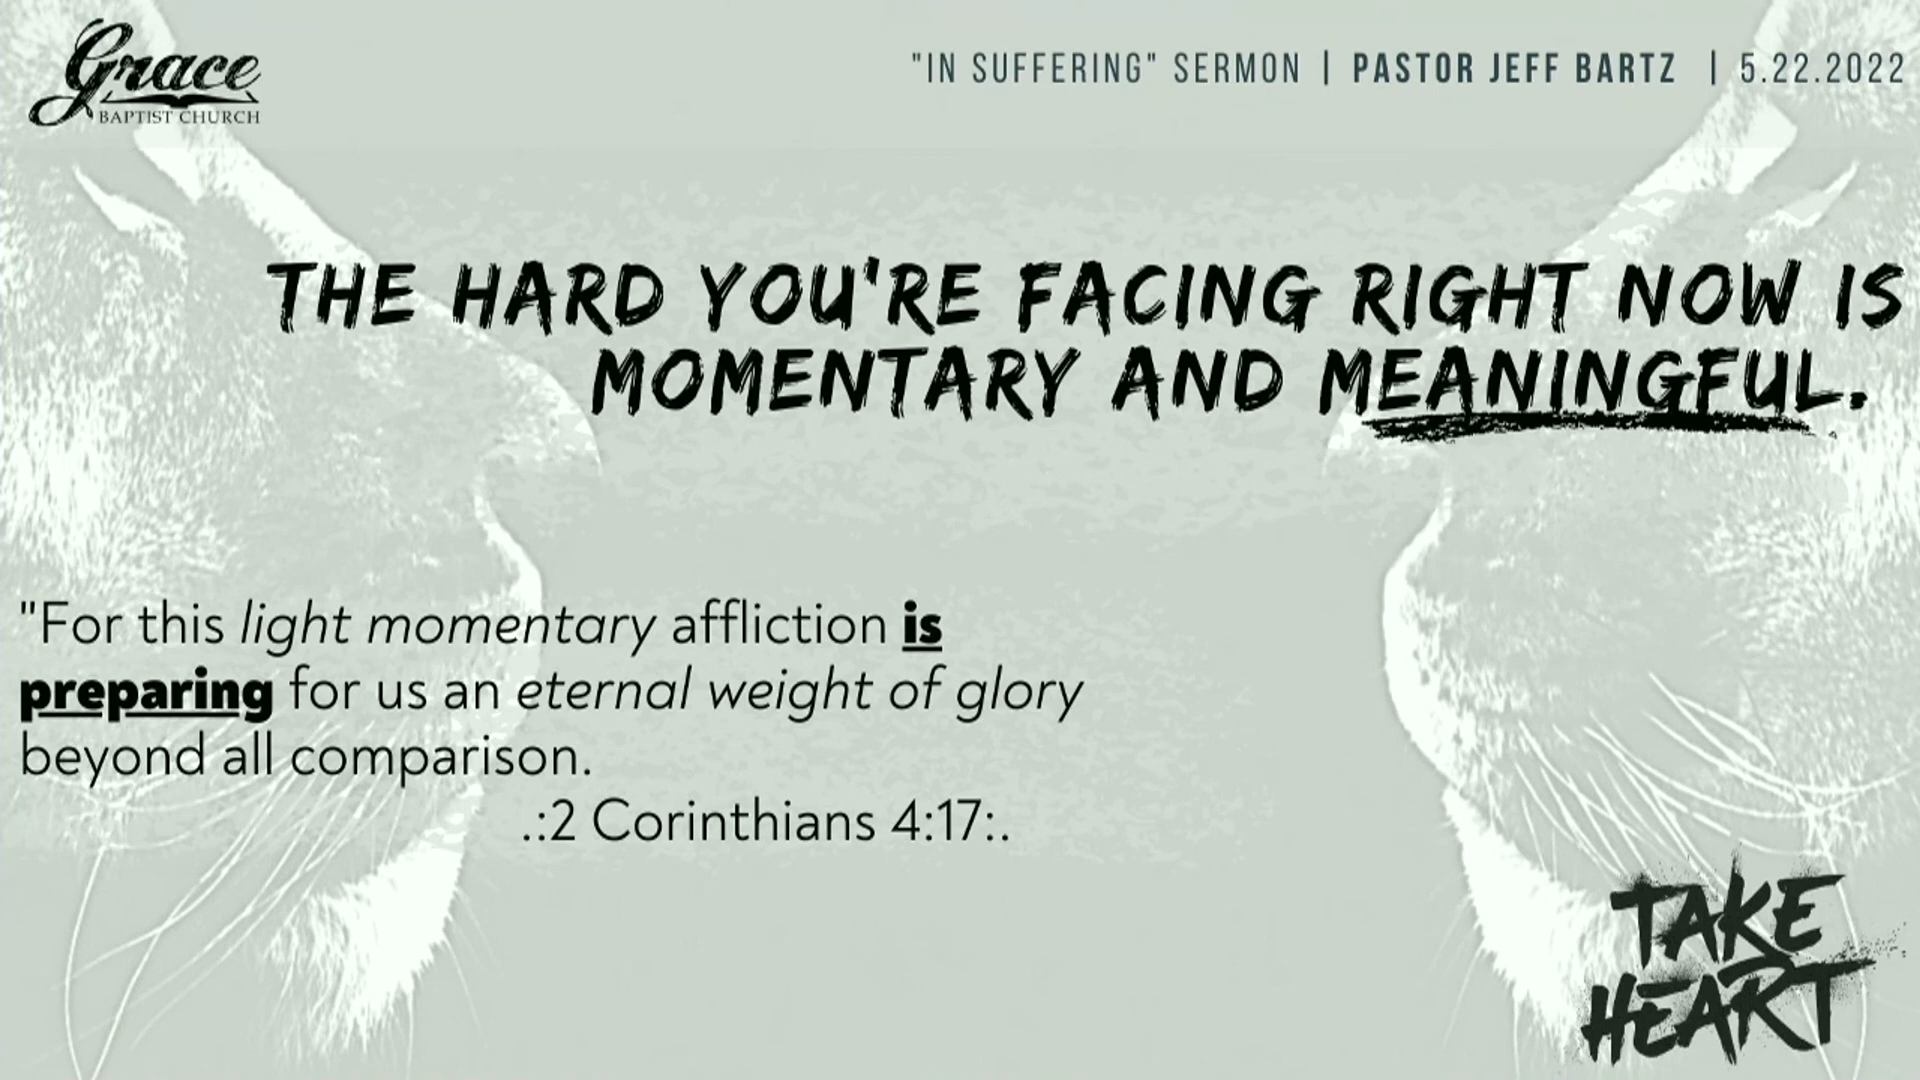 Grace
BAPTIST CHURCH
"IN SUFFERING" SERMON | PASTOR JEFF BARTZ | 5.22.2022
THE HARD YOU'RE FACING RIGHT NOW IS
MOMENTARY AND MEANINGFUL.
"For this light momentary affliction is
preparing for us an eternal weight of glory
beyond all comparison.
.:2 Corinthians 4:17:.
TAKE
HEART